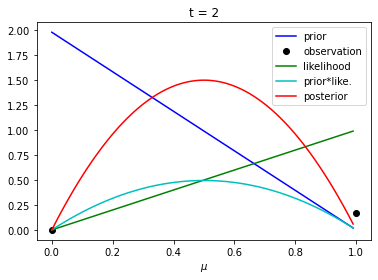 t = 2
prior
observation
likelihood
prior*like.
posterior
2.00
1.75
1.50
1.25
1.00
0.75
0.50
0.25
0.00
0.0 0.2 0.4 0.6 0.8 1.0
μ